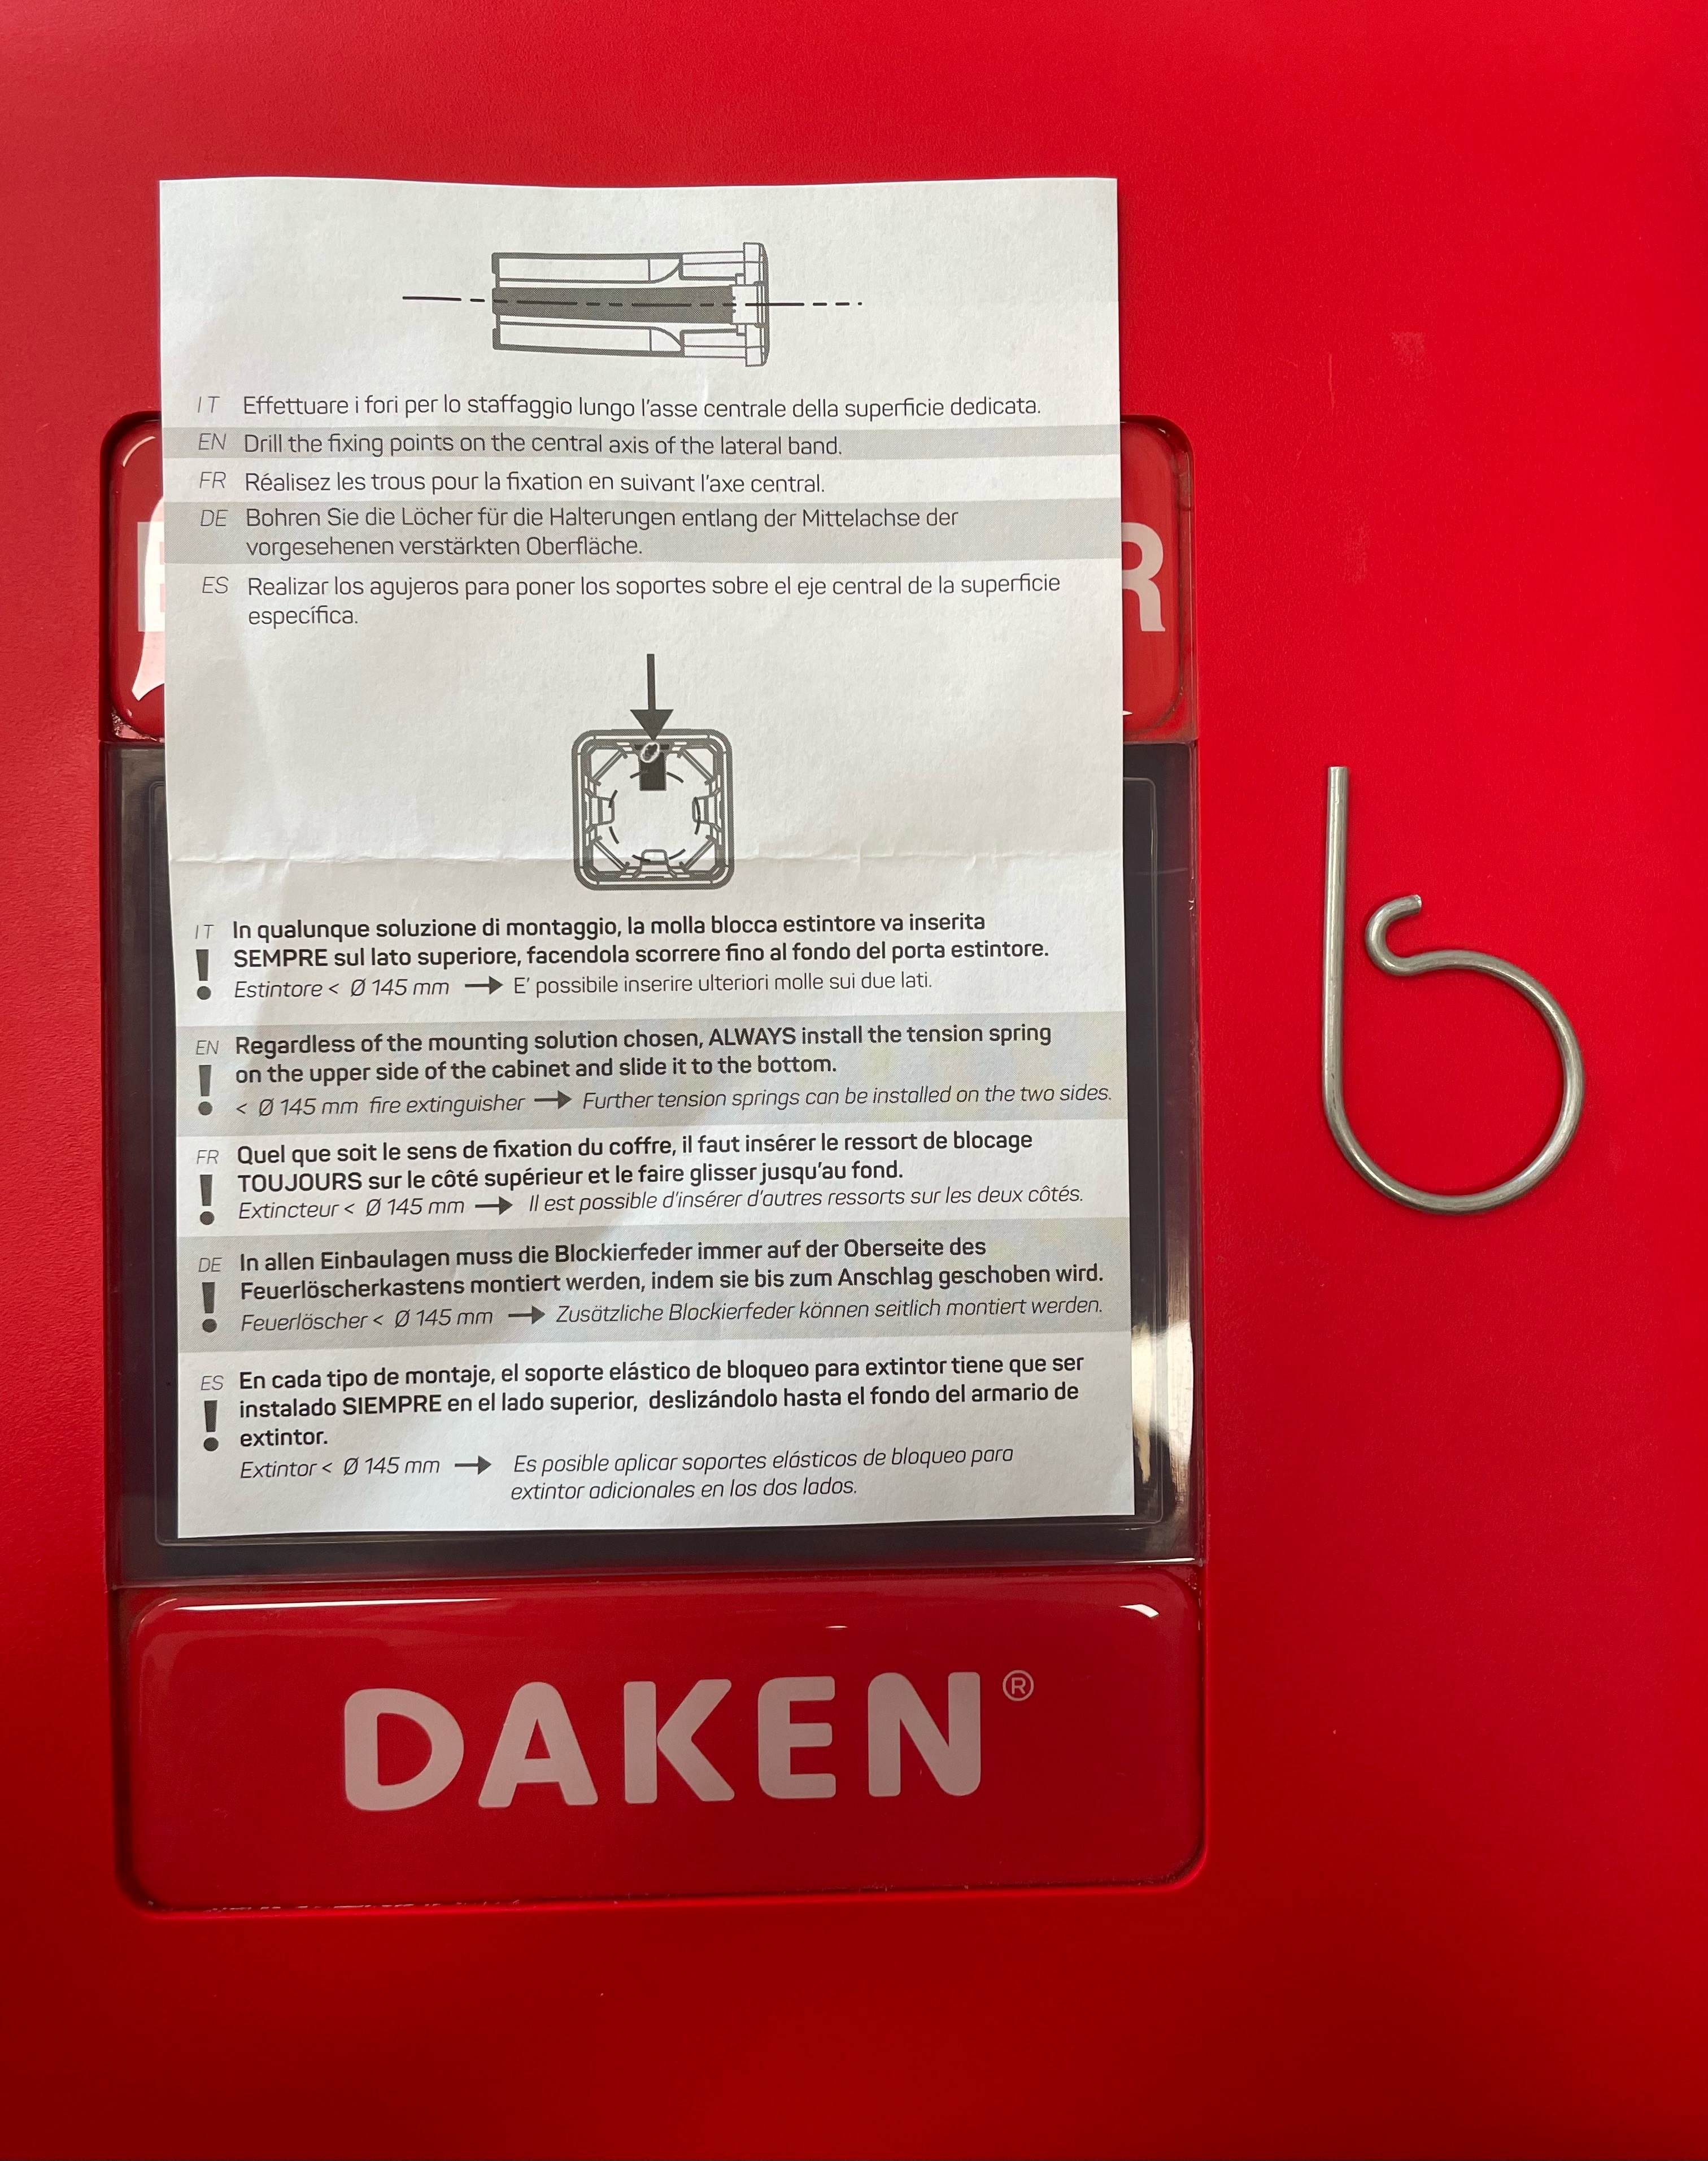 IT Effettuare i fori per lo staffaggio lungo l'asse centrale della superficie dedicata.
EN Drill the fixing points on the central axis of the lateral band.
FR Réalisez les trous pour la fixation en suivant l'axe central.
DE Bohren Sie die Löcher für die Halterungen entlang der Mittelachse der
vorgesehenen verstärkten Oberfläche.
ES Realizar los agujeros para poner los soportes sobre el eje central de la superficie
específica.
IT In qualunque soluzione di montaggio, la molla blocca estintore va inserita
! SEMPRE sul lato superiore, facendola scorrere fino al fondo del porta estintore.
Estintore < Ø 145 mm → E' possibile inserire ulteriori molle sui due lati.
EN Regardless of the mounting solution chosen, ALWAYS install the tension spring
! on the upper side of the cabinet and slide it to the bottom.
< Ø 145 mm fire extinguisher → Further tension springs can be installed on the two sides.
FR Quel que soit le sens de fixation du coffre, il faut insérer le ressort de blocage
! TOUJOURS sur le côté supérieur et le faire glisser jusqu'au fond.
Extincteur < Ø 145 mm → Il est possible d'insérer d'autres ressorts sur les deux côtés.
DE In allen Einbaulagen muss die Blockierfeder immer auf der Oberseite des
! Feuerlöscherkastens montiert werden, indem sie bis zum Anschlag geschoben wird.
Feuerlöscher < Ø 145 mm → Zusätzliche Blockierfeder können seitlich montiert werden.
ES En cada tipo de montaje, el soporte elástico de bloqueo para extintor tiene que ser
! instalado SIEMPRE en el lado superior, deslizándolo hasta el fondo del armario de
extintor.
Extintor < Ø 145 mm → Es posible aplicar soportes elásticos de bloqueo para
extintor adicionales en los dos lados.
DAKEN®